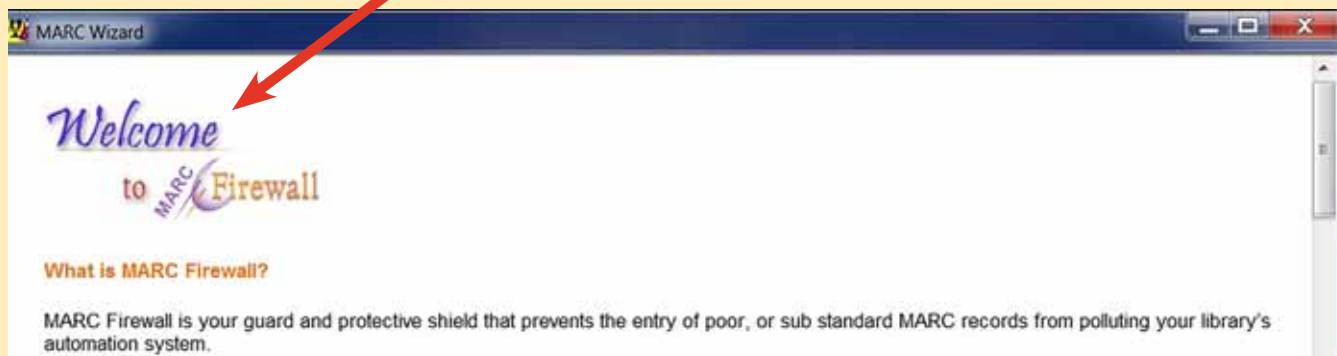 MARC Wizard
Welcome
to MARC Firewall
What is MARC Firewall?
MARC Firewall is your guard and protective shield that prevents the entry of poor, or sub standard MARC records from polluting your library's
automation system.